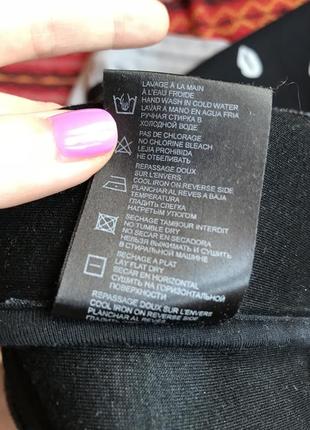 LAVAGE À LA MAIN
À L'EAU FROIDE
HAND WASH IN COLD WATER
LAVAR A MANO EN AGUA FRIA
РУЧНАЯ СТИРКА В
ХОЛОДНОЙ ВОДЕ
PAS DE CHLORAGE
NO CHLORINE BLEACH
LEJIA PROHIBIDA
НЕ ОТБЕЛИВАТЬ
REPASSAGE DOUX
SUR L'ENVERS
COOL IRON ON REVERSE SIDE
PLANCHAR AL REVES A BAJA
TEMPERATURA
ГЛАДИТЬ СЛЕГКА
НАГРЕТЫМ УТЮГОМ
SECHAGE TAMBOUR INTERDIT
NO TUMBLE DRY
NO SECAR EN SECADORA
НЕЛЬЗЯ ВЫЖИМАТЬ И СУШИТЬ
В СТИРАЛЬНОЙ МАШИНЕ
SECHAGE A PLAT
LAY FLAT DRY
SECAR EN HORIZONTAL
СУШИТЬ НА ГОРИЗОНТАЛЬНОЙ
ПОВЕРХНОСТИ
REPASSAGE DOUX SUR L'ENVERS
COOL IRON ON REVERSE SIDE
PLANCHAR AL REVES